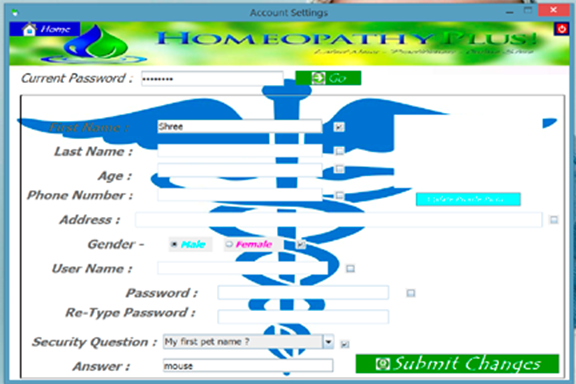 Account Settings
Home
HOMEOPATHY PLUS!
Current Password :
Go
First Name :
Shree
Last Name :
Age :
Phone Number :
Address :
Gender -
Male
Female
User Name :
Password :
Re-Type Password :
Security Question :
My first pet name ?
Answer :
mouse
Submit Changes